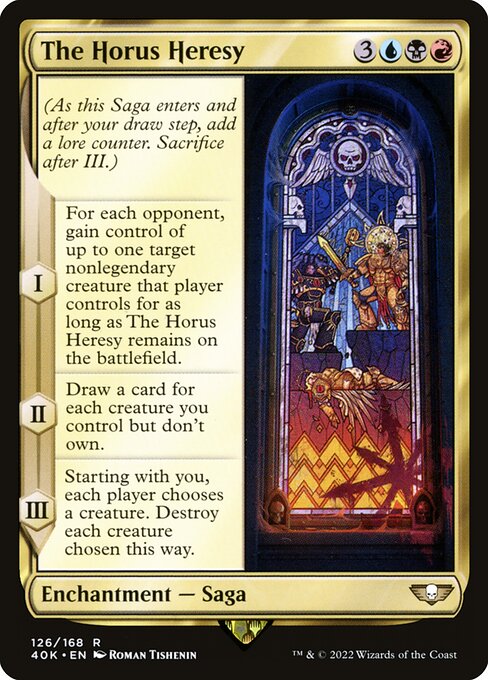 The Horus Heresy 3
(As this Saga enters and
after your draw step, add
a lore counter. Sacrifice
after III.)
I
For each opponent,
gain control of
up to one target
nonlegendary
creature that player
controls for as
long as The Horus
Heresy remains on
the battlefield.
II
Draw a card for
each creature you
control but don't
own.
III
Starting with you,
each player chooses
a creature. Destroy
each creature
chosen this way.
Enchantment — Saga
126/168 R
40K • EN Roman Tishenin
™ & © 2022 Wizards of the Coast